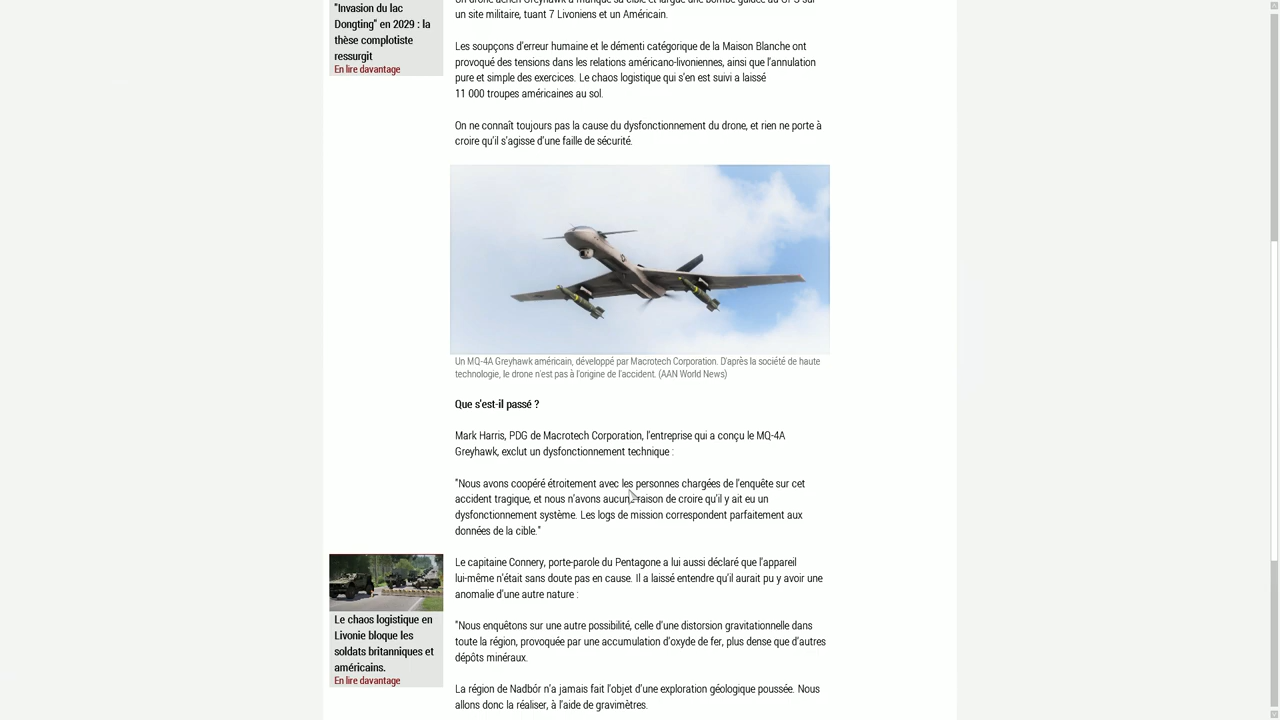 "Invasion du lac
Dongting" en 2029 : la
thèse complotiste
ressurgit
En lire davantage
un site militaire, tuant 7 Livoniens et un Américain.
Les soupçons d'erreur humaine et le démenti catégorique de la Maison Blanche ont
provoqué des tensions dans les relations américano-livoniennes, ainsi que l'annulation
pure et simple des exercices. Le chaos logistique qui s'en est suivi a laissé
11 000 troupes américaines au sol.
On ne connaît toujours pas la cause du dysfonctionnement du drone, et rien ne porte à
croire qu'il s'agisse d'une faille de sécurité.
Un MQ-4A Greyhawk américain, développé par Macrotech Corporation. D'après la société de haute
technologie, le drone n'est pas à l'origine de l'accident. (AAN World News)
Que s'est-il passé ?
Mark Harris, PDG de Macrotech Corporation, l'entreprise qui a conçu le MQ-4A
Greyhawk, exclut un dysfonctionnement technique :
"Nous avons coopéré étroitement avec les personnes chargées de l'enquête sur cet
accident tragique, et nous n'avons aucune raison de croire qu'il y ait eu un
dysfonctionnement système. Les logs de mission correspondent parfaitement aux
données de la cible."
Le capitaine Connery, porte-parole du Pentagone a lui aussi déclaré que l'appareil
lui-même n'était sans doute pas en cause. Il a laissé entendre qu'il aurait pu y avoir une
anomalie d'une autre nature :
"Nous enquêtons sur une autre possibilité, celle d'une distorsion gravitationnelle dans
toute la région, provoquée par une accumulation d'oxyde de fer, plus dense que d'autres
dépôts minéraux.
Le chaos logistique en
Livonie bloque les
soldats britanniques et
américains.
En lire davantage
La région de Nadbór n'a jamais fait l'objet d'une exploration géologique poussée. Nous
allons donc la réaliser, à l'aide de gravimètres.